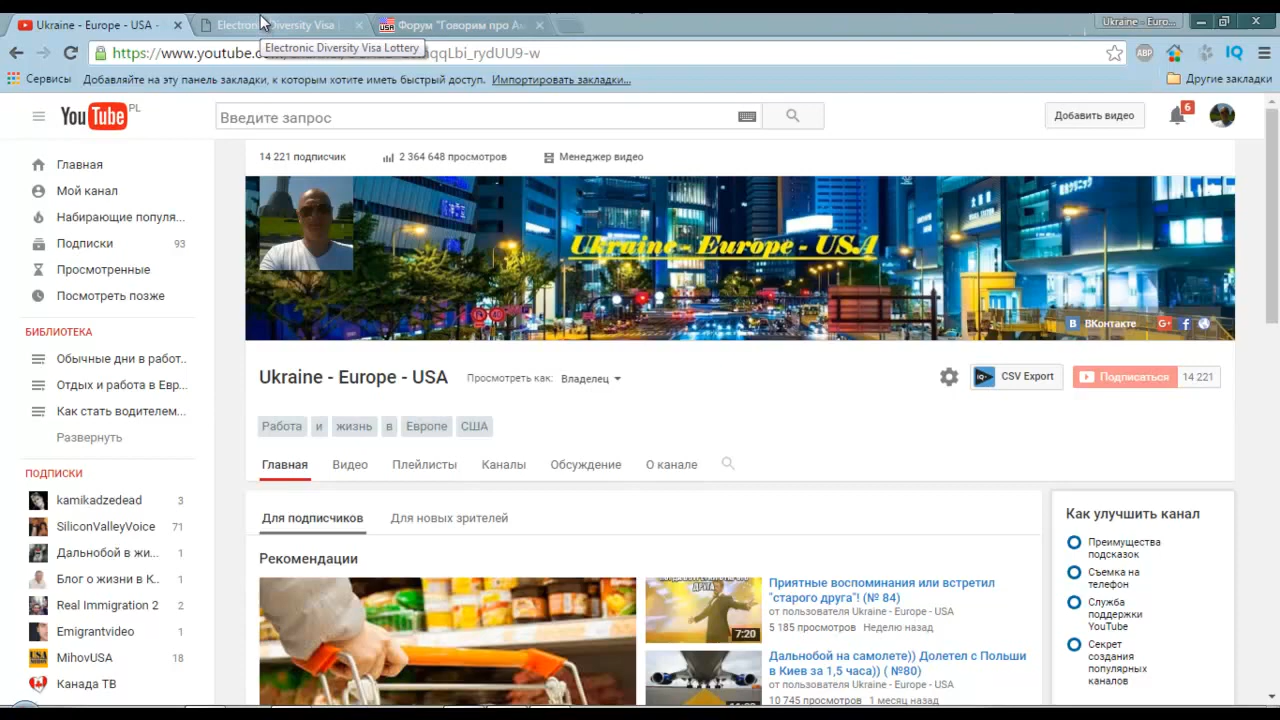 Ukraine - Europe - USA -
Electronic Diversity Visa
Форум "Говорим про Ам
Ukraine - Euro...
https://www.youtube.
qqLbi_rydUU9-w
Electronic Diversity Visa Lottery
ABP
IQ
Сервисы
Добавляйте на эту панель закладки, к которым хотите иметь быстрый доступ.
Импортировать закладки...
Другие закладки
YouTube PL
Введите запрос
Добавить видео
6
14 221 подписчик
2 364 648 просмотров
Менеджер видео
Главная
Мой канал
Набирающие популя...
Подписки 93
Просмотренные
Посмотреть позже
БИБЛИОТЕКА
Обычные дни в работ..
Отдых и работа в Евр...
Как стать водителем...
Развернуть
ПОДПИСКИ
kamikadzedead 3
SiliconValleyVoice 71
Дальнобой в жи... 1
Блог о жизни в К.. 1
Real Immigration 2 2
Emigrantvideo 1
MihovUSA 18
Канада ТВ
Ukraine - Europe - USA
ВКонтакте
Ukraine - Europe - USA
Просмотреть как: Владелец
CSV Export
Подписаться 14 221
Работа и жизнь в Европе США
Главная Видео Плейлисты Каналы Обсуждение О канале
Для подписчиков Для новых зрителей
Рекомендации
ДРУГА"!
7:20
Приятные воспоминания или встретил
"старого друга"! (№ 84)
от пользователя Ukraine - Europe - USA
5 185 просмотров Неделю назад
Дальнобой на самолете)) Долетел с Польши
в Киев за 1,5 часа)) ( №80)
от пользователя Ukraine - Europe - USA
10 745 просмотров 1 месяц назад
Как улучшить канал
Преимущества
подсказок
Съемка на
телефон
Служба
поддержки
YouTube
Секрет
создания
популярных
каналов